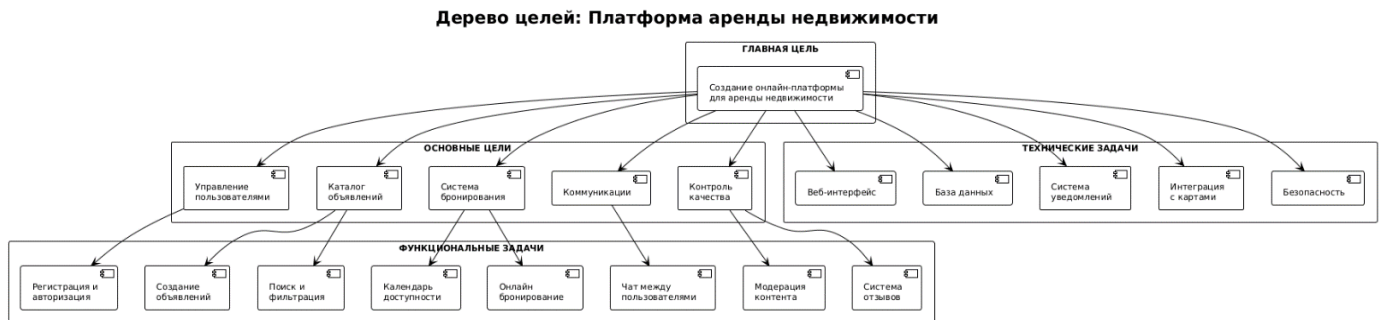 Дерево целей: Платформа аренды недвижимости
ГЛАВНАЯ ЦЕЛЬ
Создание онлайн-платформы
для аренды недвижимости
ОСНОВНЫЕ ЦЕЛИ
Управление
пользователями
Каталог
объявлений
Система
бронирования
Коммуникации
Контроль
качества
ТЕХНИЧЕСКИЕ ЗАДАЧИ
Веб-интерфейс
База данных
Система
уведомлений
Интеграция
с картами
Безопасность
ФУНКЦИОНАЛЬНЫЕ ЗАДАЧИ
Регистрация и
авторизация
Создание
объявлений
Поиск и
фильтрация
Календарь
доступности
Онлайн
бронирование
Чат между
пользователями
Модерация
контента
Система
отзывов